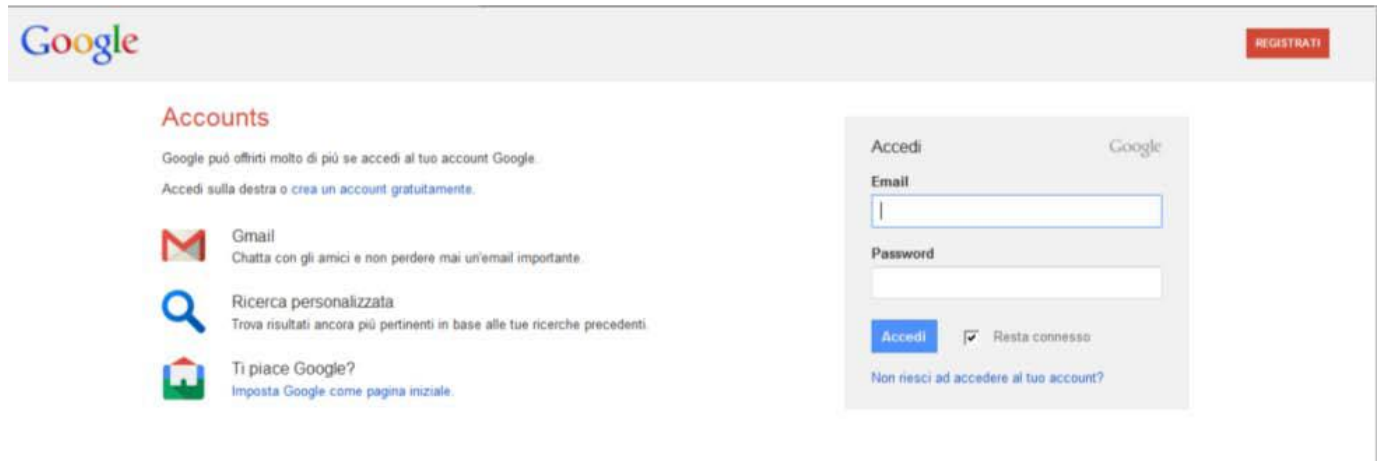 Google
REGISTRATI
Accounts
Google può offrirti molto di più se accedi al tuo account Google.
Accedi sulla destra o crea un account gratuitamente.
Gmail
Chatta con gli amici e non perdere mai un'email importante.
Ricerca personalizzata
Trova risultati ancora più pertinenti in base alle tue ricerche precedenti.
Ti piace Google?
Imposta Google come pagina iniziale.
Accedi Google
Email
Password
Accedi Resta connesso
Non riesci ad accedere al tuo account?